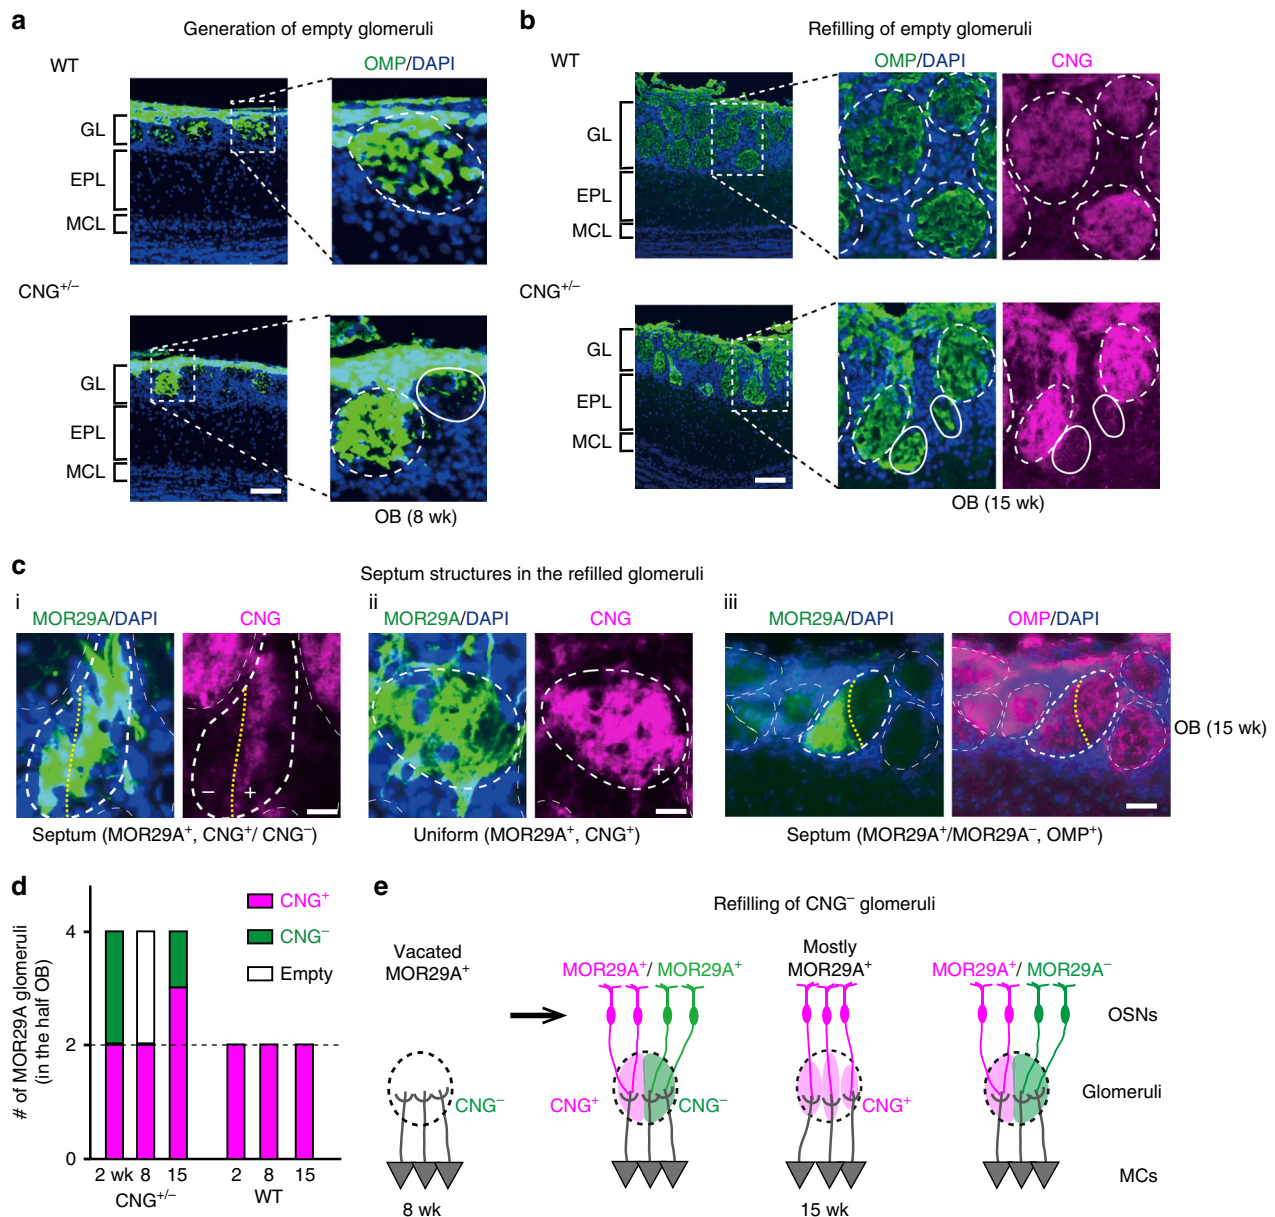 a
Generation of empty glomeruli
WT
OMP/DAPI
GL
EPL
MCL
CNG+/–
GL
EPL
MCL
OB (8 wk)
b
Refilling of empty glomeruli
WT
OMP/DAPI
CNG
GL
EPL
MCL
CNG+/–
GL
EPL
MCL
OB (15 wk)
c
Septum structures in the refilled glomeruli
i
MOR29A/DAPI
CNG
– +
Septum (MOR29A+, CNG+/ CNG–)
ii
MOR29A/DAPI
CNG
+
Uniform (MOR29A+, CNG+)
iii
MOR29A/DAPI
OMP/DAPI
OB (15 wk)
Septum (MOR29A+/MOR29A–, OMP+)
d
# of MOR29A glomeruli
(in the half OB)
4
2
0
CNG+
CNG–
Empty
2 wk 8 15
CNG+/–
2 8 15
WT
e
Refilling of CNG– glomeruli
Vacated
MOR29A+
CNG–
8 wk
MOR29A+/ MOR29A+
CNG+
CNG–
Mostly
MOR29A+
CNG+
15 wk
MOR29A+/ MOR29A–
OSNs
Glomeruli
MCs